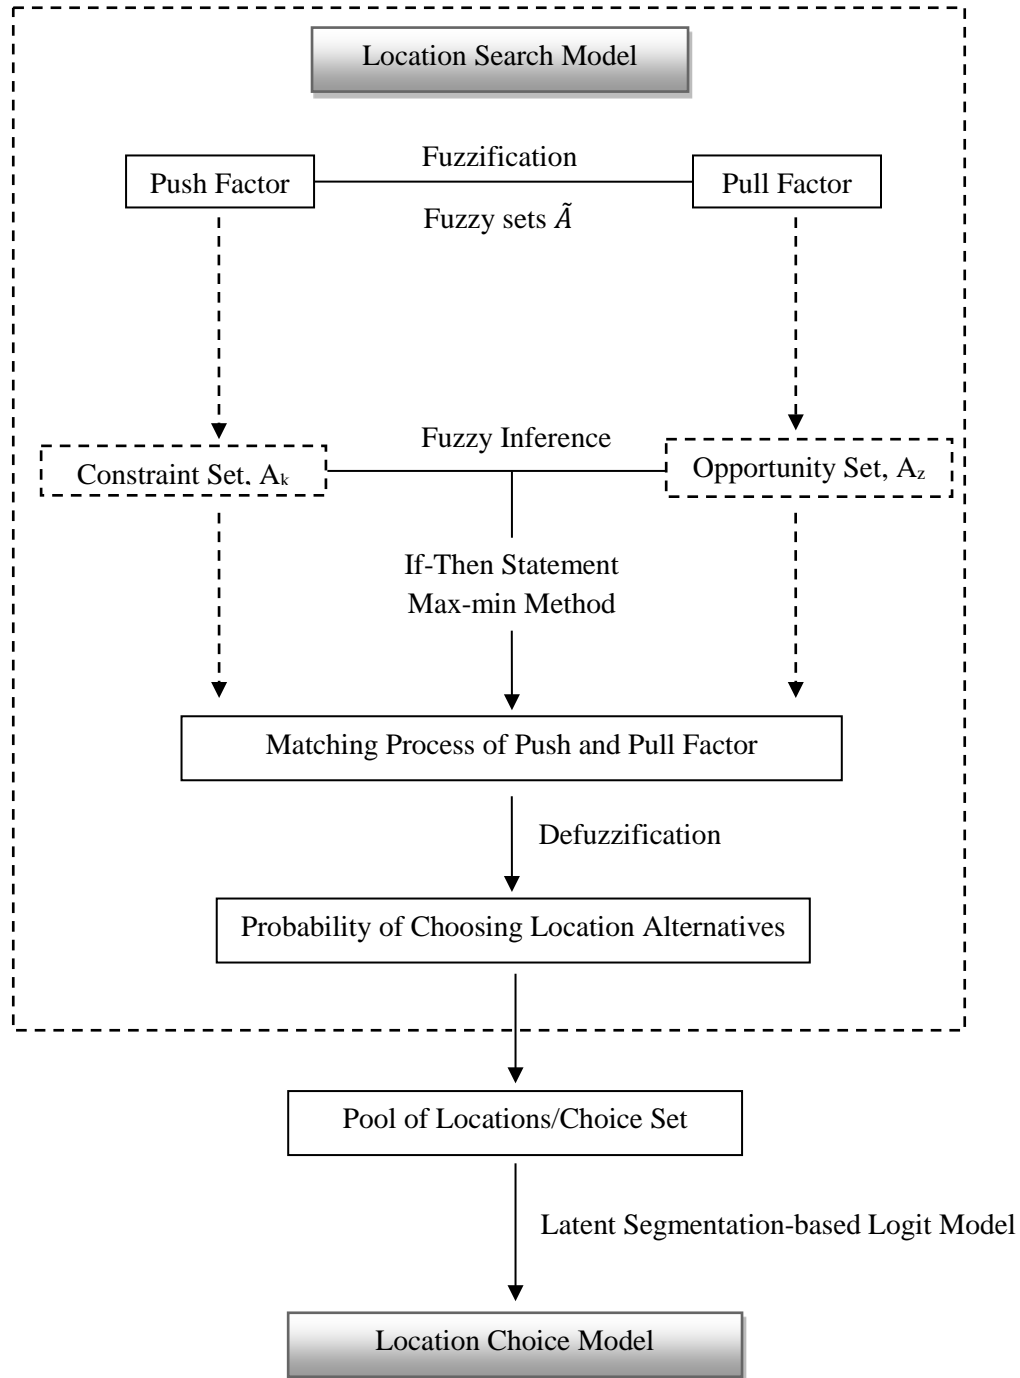 Location Search Model
Fuzzification
Push Factor
Pull Factor
Fuzzy sets Ã
Fuzzy Inference
Constraint Set, Aₖ
Opportunity Set, A_z
If-Then Statement
Max-min Method
Matching Process of Push and Pull Factor
Defuzzification
Probability of Choosing Location Alternatives
Pool of Locations/Choice Set
Latent Segmentation-based Logit Model
Location Choice Model